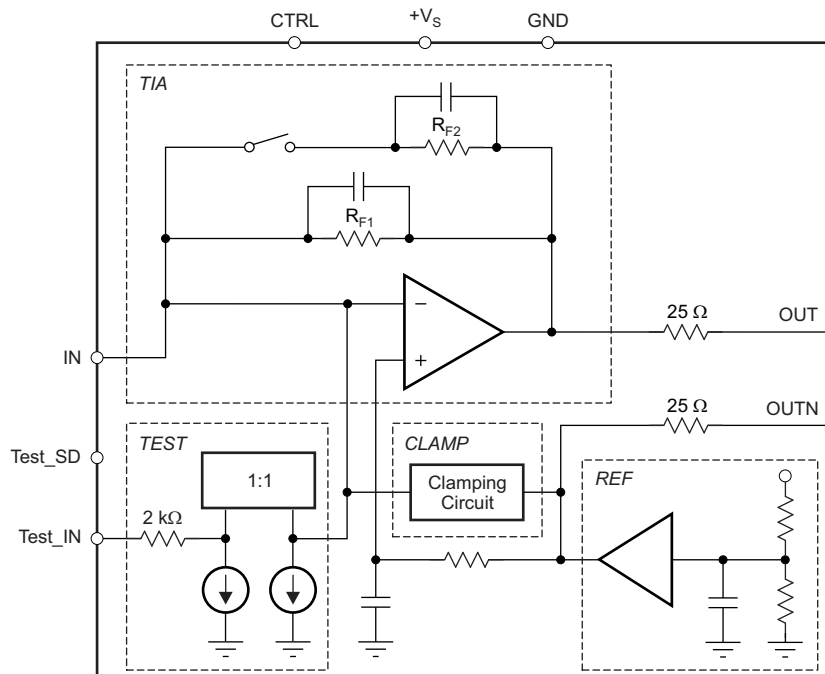 CTRL
+VS
GND
TIA
RF2
RF1
−
+
25 Ω
OUT
IN
25 Ω
OUTN
TEST
CLAMP
REF
Test_SD
1:1
Clamping
Circuit
2 kΩ
Test_IN